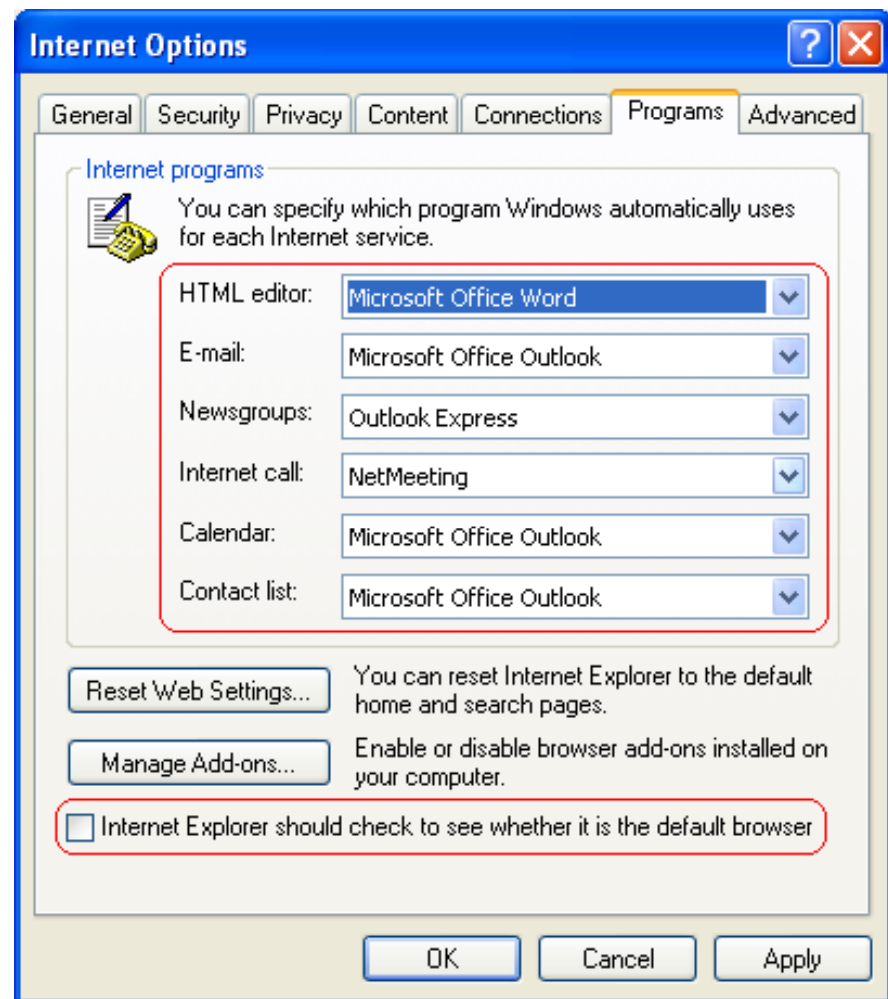 Internet Options
General Security Privacy Content Connections Programs Advanced
Internet programs
You can specify which program Windows automatically uses
for each Internet service.
HTML editor: Microsoft Office Word
E-mail: Microsoft Office Outlook
Newsgroups: Outlook Express
Internet call: NetMeeting
Calendar: Microsoft Office Outlook
Contact list: Microsoft Office Outlook
Reset Web Settings... You can reset Internet Explorer to the default
home and search pages.
Manage Add-ons... Enable or disable browser add-ons installed on
your computer.
Internet Explorer should check to see whether it is the default browser
OK Cancel Apply